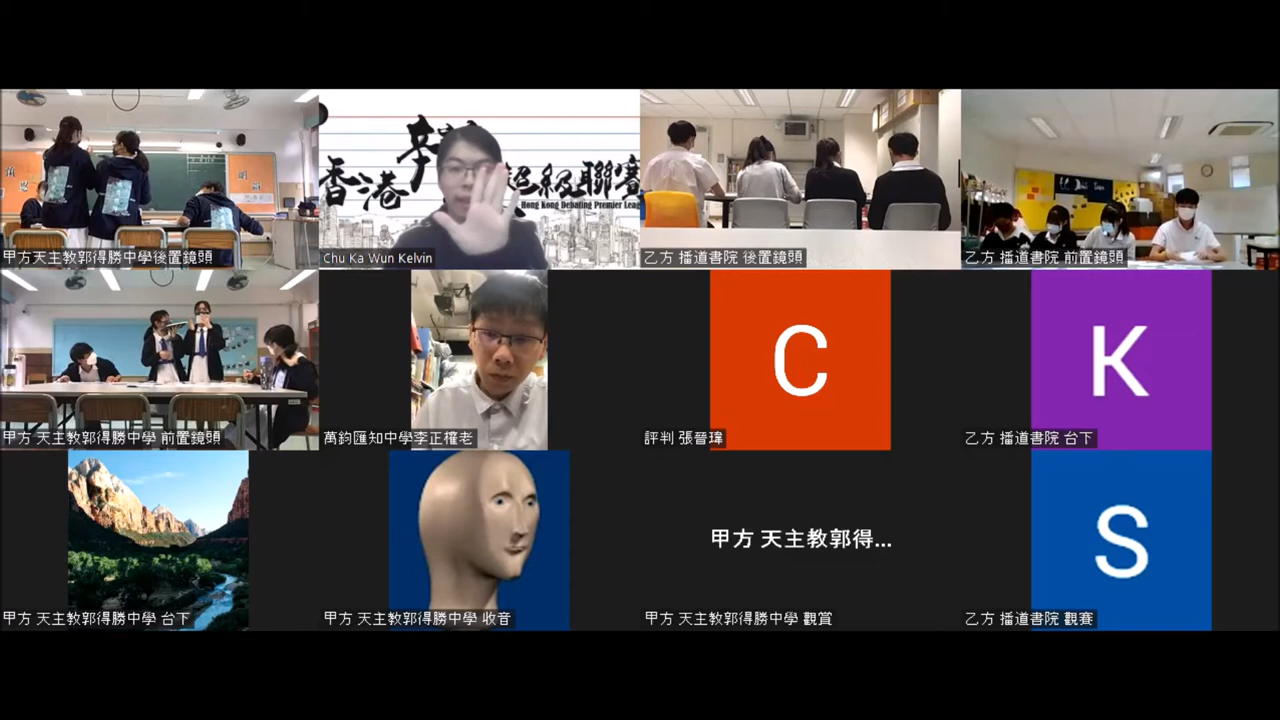 甲方天主教郭得勝中學後置鏡頭
香港辯論超級聯賽
Hong Kong Debating Premier Leag
Chu Ka Wun Kelvin
乙方 播道書院 後置鏡頭
乙方 播道書院 前置鏡頭
甲方 天主教郭得勝中學 前置鏡頭
萬鈞匯知中學李正權老
C
評判 張晉瑋
K
乙方 播道書院 台下
甲方 天主教郭得勝中學 台下
甲方 天主教郭得勝中學 收音
甲方 天主教郭得...
甲方 天主教郭得勝中學 觀賞
S
乙方 播道書院 觀賽